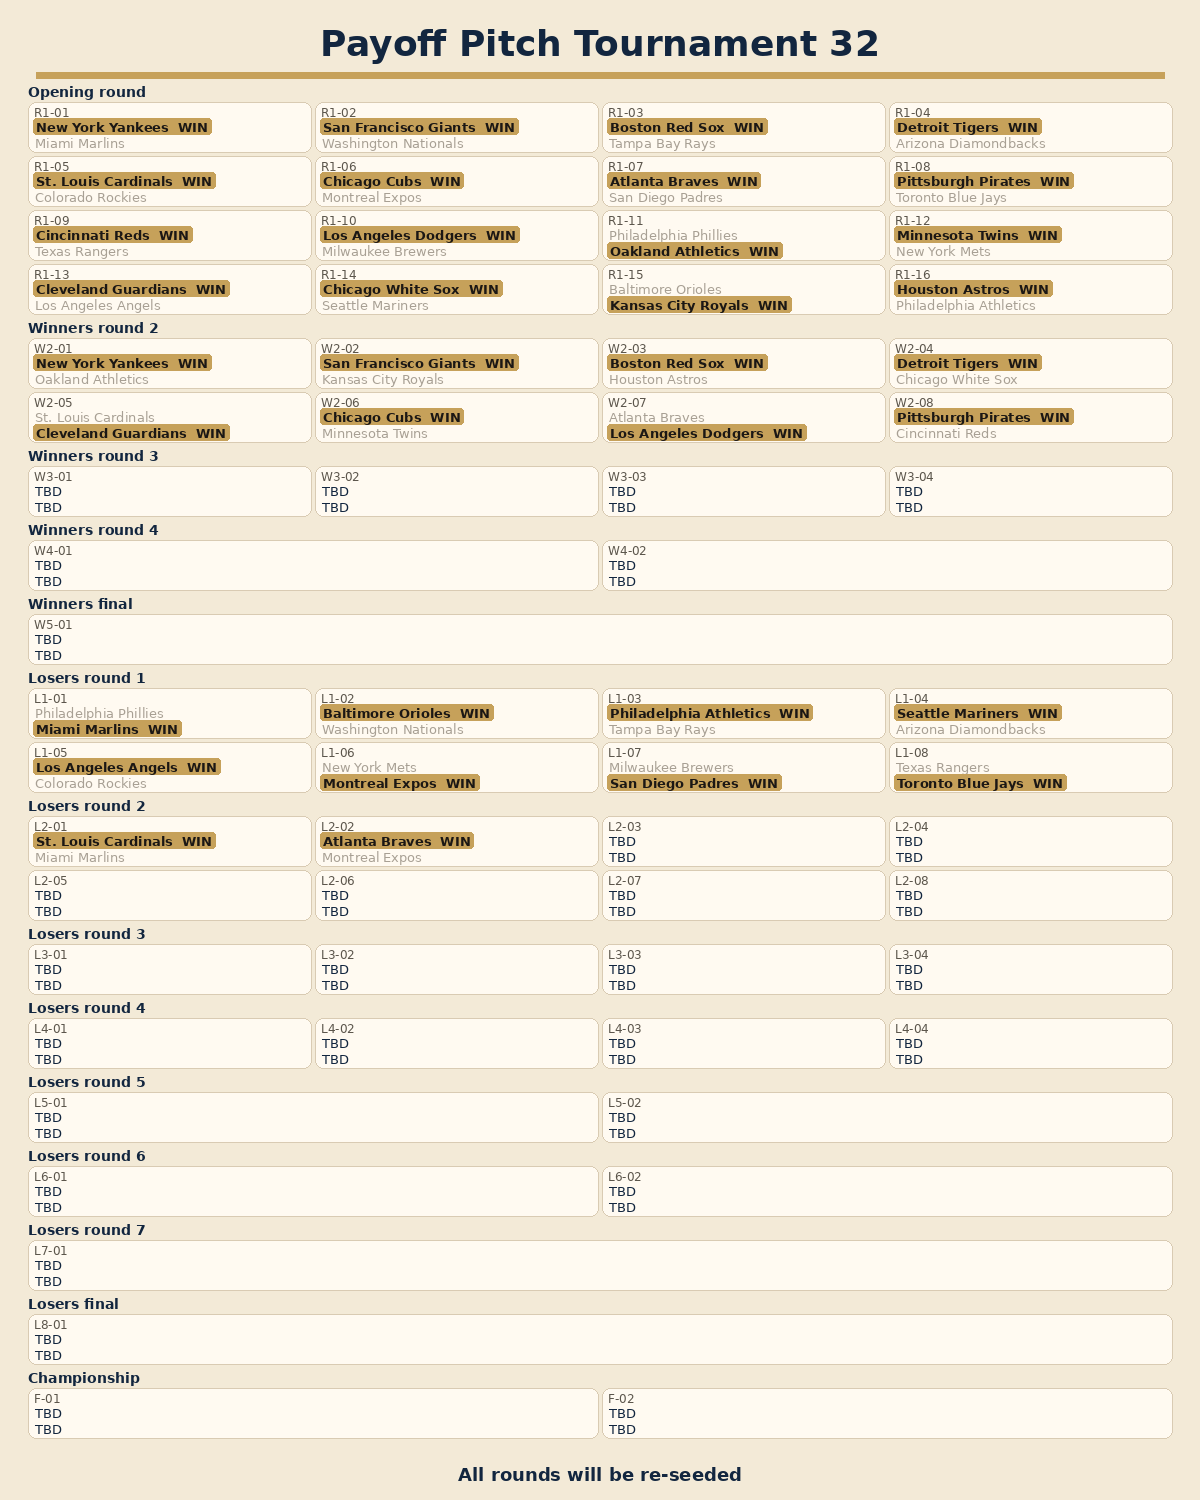 Payoff Pitch Tournament 32
Opening round
R1-01
New York Yankees WIN
Miami Marlins
R1-02
San Francisco Giants WIN
Washington Nationals
R1-03
Boston Red Sox WIN
Tampa Bay Rays
R1-04
Detroit Tigers WIN
Arizona Diamondbacks
R1-05
St. Louis Cardinals WIN
Colorado Rockies
R1-06
Chicago Cubs WIN
Montreal Expos
R1-07
Atlanta Braves WIN
San Diego Padres
R1-08
Pittsburgh Pirates WIN
Toronto Blue Jays
R1-09
Cincinnati Reds WIN
Texas Rangers
R1-10
Los Angeles Dodgers WIN
Milwaukee Brewers
R1-11
Philadelphia Phillies
Oakland Athletics WIN
R1-12
Minnesota Twins WIN
New York Mets
R1-13
Cleveland Guardians WIN
Los Angeles Angels
R1-14
Chicago White Sox WIN
Seattle Mariners
R1-15
Baltimore Orioles
Kansas City Royals WIN
R1-16
Houston Astros WIN
Philadelphia Athletics
Winners round 2
W2-01
New York Yankees WIN
Oakland Athletics
W2-02
San Francisco Giants WIN
Kansas City Royals
W2-03
Boston Red Sox WIN
Houston Astros
W2-04
Detroit Tigers WIN
Chicago White Sox
W2-05
St. Louis Cardinals
Cleveland Guardians WIN
W2-06
Chicago Cubs WIN
Minnesota Twins
W2-07
Atlanta Braves
Los Angeles Dodgers WIN
W2-08
Pittsburgh Pirates WIN
Cincinnati Reds
Winners round 3
W3-01
TBD
TBD
W3-02
TBD
TBD
W3-03
TBD
TBD
W3-04
TBD
TBD
Winners round 4
W4-01
TBD
TBD
W4-02
TBD
TBD
Winners final
W5-01
TBD
TBD
Losers round 1
L1-01
Philadelphia Phillies
Miami Marlins WIN
L1-02
Baltimore Orioles WIN
Washington Nationals
L1-03
Philadelphia Athletics WIN
Tampa Bay Rays
L1-04
Seattle Mariners WIN
Arizona Diamondbacks
L1-05
Los Angeles Angels WIN
Colorado Rockies
L1-06
New York Mets
Montreal Expos WIN
L1-07
Milwaukee Brewers
San Diego Padres WIN
L1-08
Texas Rangers
Toronto Blue Jays WIN
Losers round 2
L2-01
St. Louis Cardinals WIN
Miami Marlins
L2-02
Atlanta Braves WIN
Montreal Expos
L2-03
TBD
TBD
L2-04
TBD
TBD
L2-05
TBD
TBD
L2-06
TBD
TBD
L2-07
TBD
TBD
L2-08
TBD
TBD
Losers round 3
L3-01
TBD
TBD
L3-02
TBD
TBD
L3-03
TBD
TBD
L3-04
TBD
TBD
Losers round 4
L4-01
TBD
TBD
L4-02
TBD
TBD
L4-03
TBD
TBD
L4-04
TBD
TBD
Losers round 5
L5-01
TBD
TBD
L5-02
TBD
TBD
Losers round 6
L6-01
TBD
TBD
L6-02
TBD
TBD
Losers round 7
L7-01
TBD
TBD
Losers final
L8-01
TBD
TBD
Championship
F-01
TBD
TBD
F-02
TBD
TBD
All rounds will be re-seeded